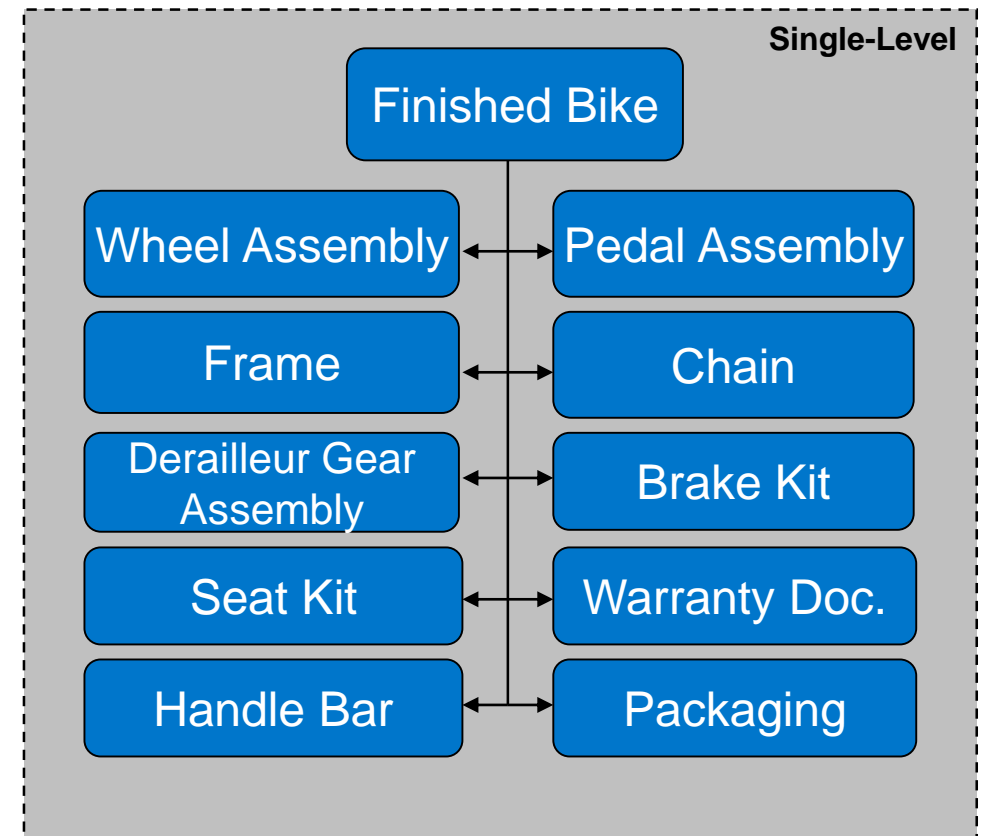 Single-Level
Finished Bike
Wheel Assembly
Pedal Assembly
Frame
Chain
Derailleur Gear
Assembly
Brake Kit
Seat Kit
Warranty Doc.
Handle Bar
Packaging